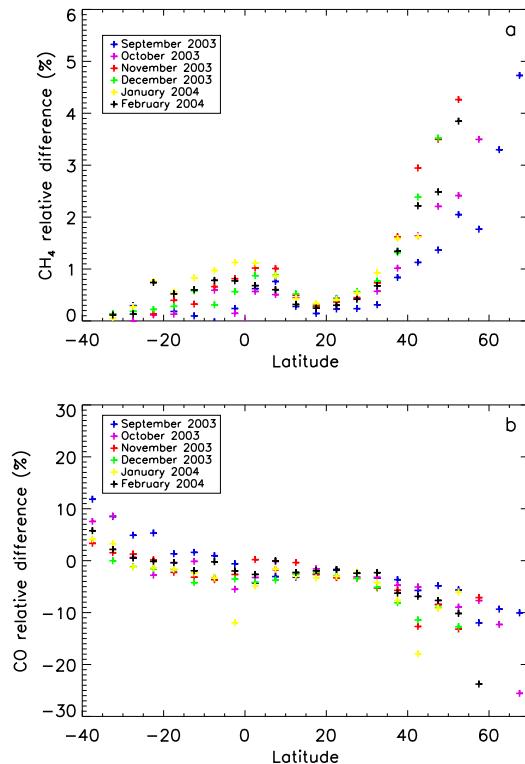 a
September 2003
October 2003
November 2003
December 2003
January 2004
February 2004
CH4 relative difference (%)
6
5
4
3
2
1
0
-40 -20 0 20 40 60
Latitude
b
September 2003
October 2003
November 2003
December 2003
January 2004
February 2004
CO relative difference (%)
30
20
10
0
-10
-20
-30
-40 -20 0 20 40 60
Latitude